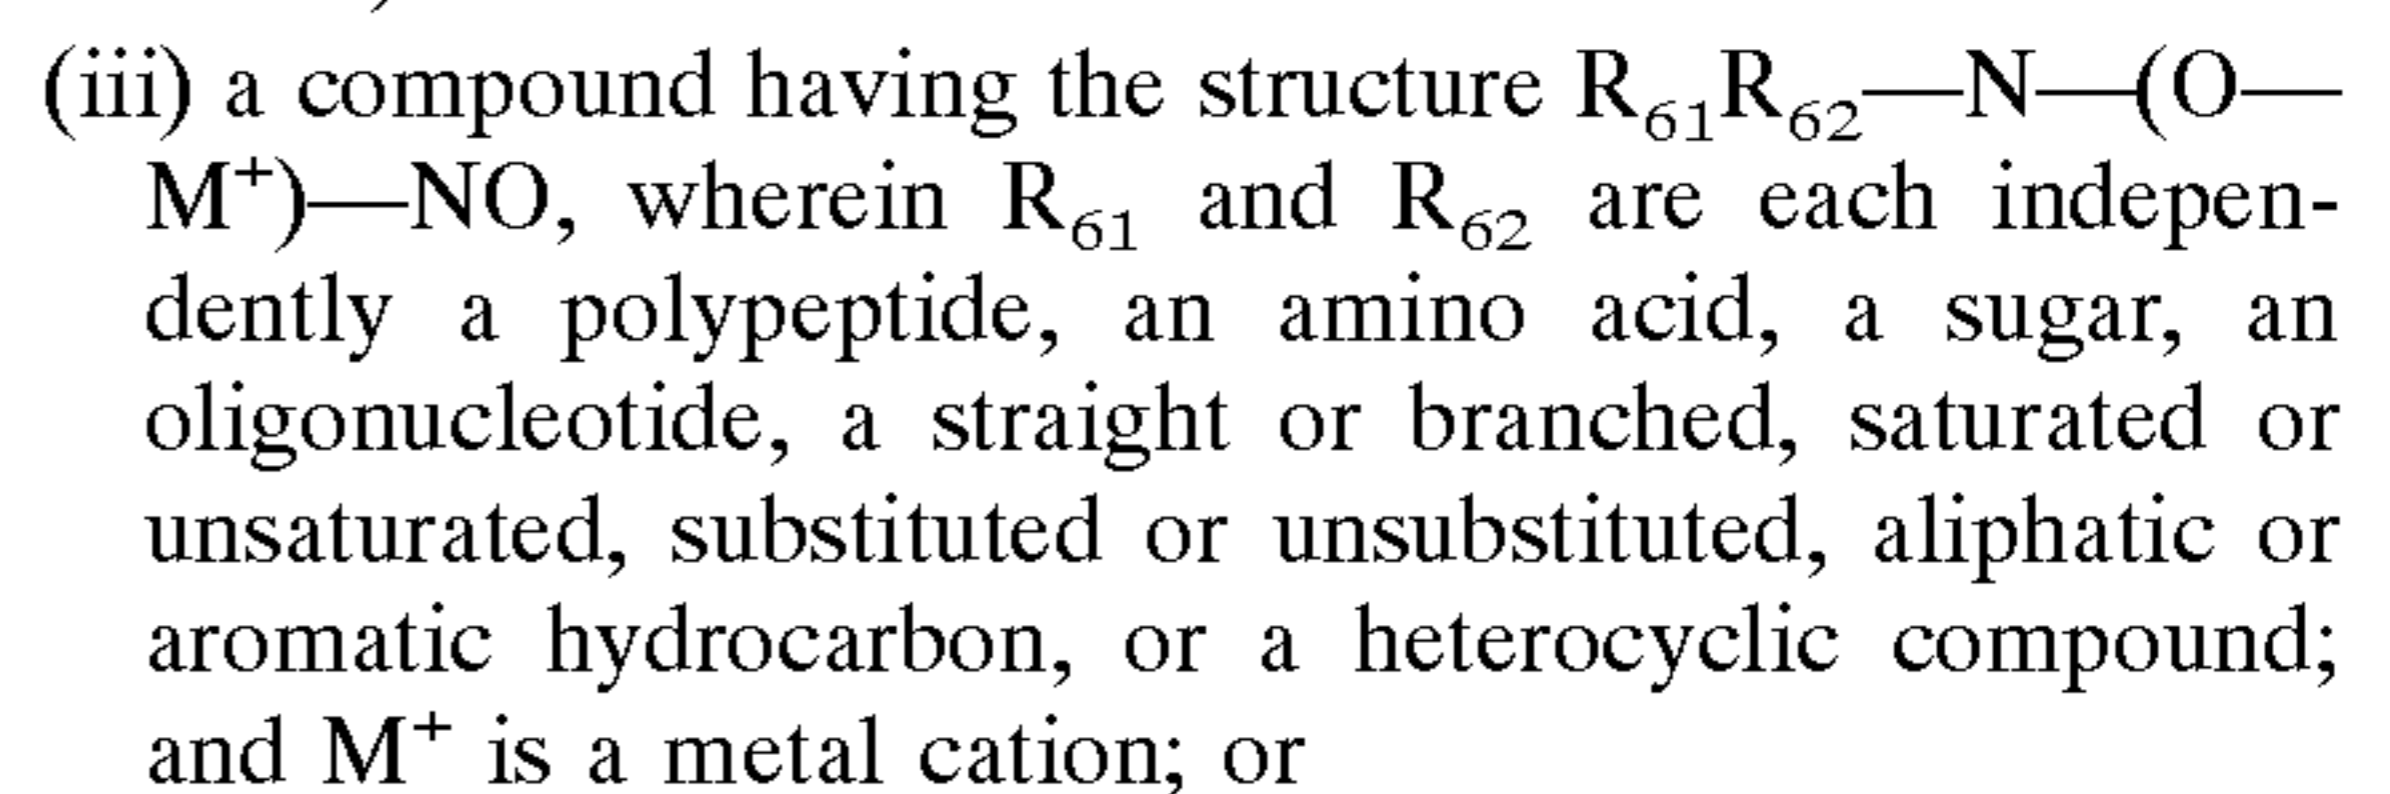 (iii) a compound having the structure R₆₁R₆₂—N—(O—
M⁺)—NO, wherein R₆₁ and R₆₂ are each indepen-
dently a polypeptide, an amino acid, a sugar, an
oligonucleotide, a straight or branched, saturated or
unsaturated, substituted or unsubstituted, aliphatic or
aromatic hydrocarbon, or a heterocyclic compound;
and M⁺ is a metal cation; or